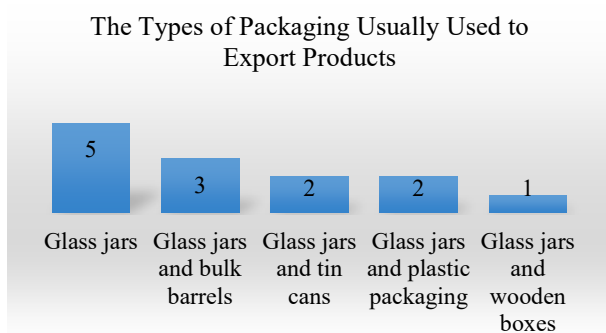 The Types of Packaging Usually Used to
Export Products
5
3
2
2
1
Glass jars
Glass jars
and bulk
barrels
Glass jars
and tin
cans
Glass jars
and plastic
packaging
Glass jars
and
wooden
boxes